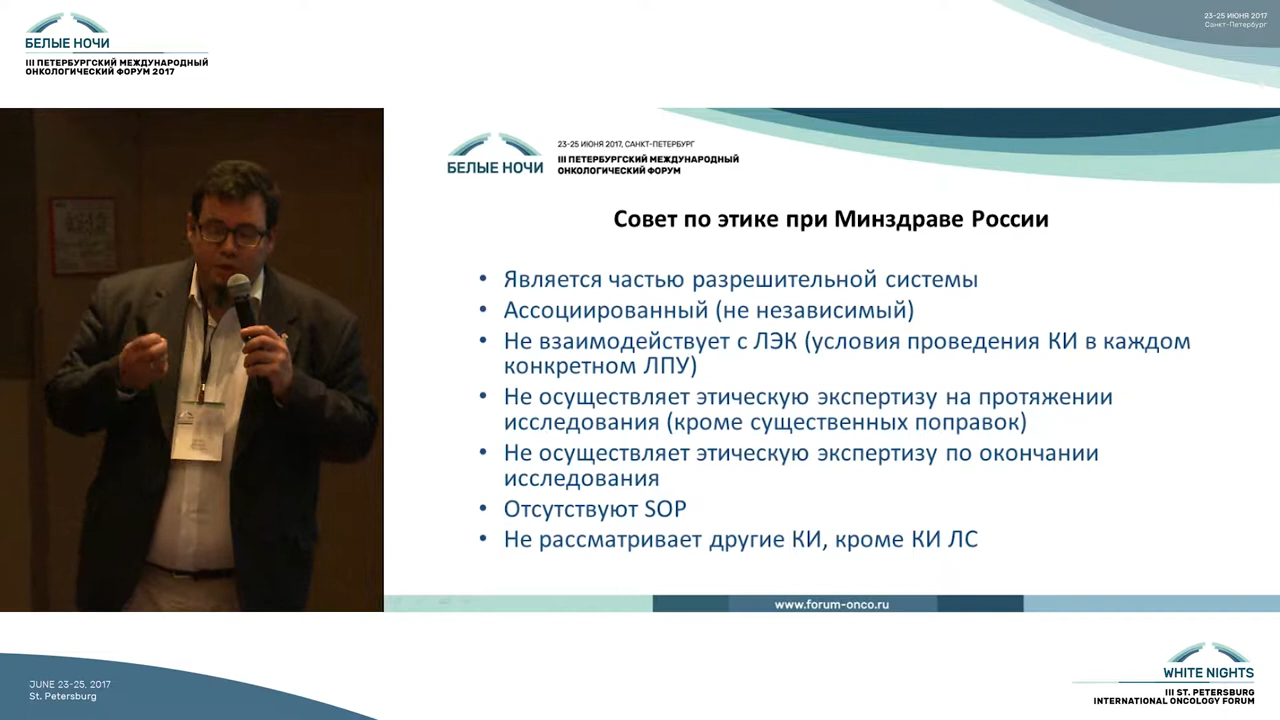 БЕЛЫЕ НОЧИ
III ПЕТЕРБУРГСКИЙ МЕЖДУНАРОДНЫЙ
ОНКОЛОГИЧЕСКИЙ ФОРУМ 2017
23-25 ИЮНЯ 2017
Санкт-Петербург
БЕЛЫЕ НОЧИ
23-25 ИЮНЯ 2017, САНКТ-ПЕТЕРБУРГ
III ПЕТЕРБУРГСКИЙ МЕЖДУНАРОДНЫЙ
ОНКОЛОГИЧЕСКИЙ ФОРУМ
Совет по этике при Минздраве России
• Является частью разрешительной системы
• Ассоциированный (не независимый)
• Не взаимодействует с ЛЭК (условия проведения КИ в каждом
конкретном ЛПУ)
• Не осуществляет этическую экспертизу на протяжении
исследования (кроме существенных поправок)
• Не осуществляет этическую экспертизу по окончании
исследования
• Отсутствуют SOP
• Не рассматривает другие КИ, кроме КИ ЛС
www.forum-onco.ru
JUNE 23-25, 2017
St. Petersburg
WHITE NIGHTS
III ST. PETERSBURG
INTERNATIONAL ONCOLOGY FORUM